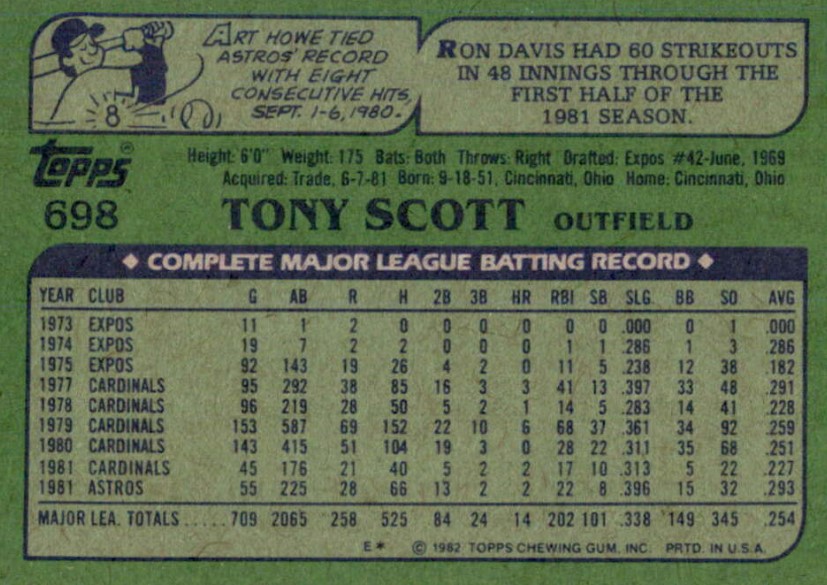 ART HOWE TIED
ASTROS' RECORD
WITH EIGHT
CONSECUTIVE HITS,
SEPT. 1-6, 1980.
8
RON DAVIS HAD 60 STRIKEOUTS
IN 48 INNINGS THROUGH THE
FIRST HALF OF THE
1981 SEASON.
Topps®
Height: 6'0" Weight: 175 Bats: Both Throws: Right Drafted: Expos #42-June, 1969
Acquired: Trade, 6-7-81 Born: 9-18-51, Cincinnati, Ohio Home: Cincinnati, Ohio
698 TONY SCOTT OUTFIELD
◆ COMPLETE MAJOR LEAGUE BATTING RECORD ◆
YEAR CLUB G AB R H 2B 3B HR RBI SB SLG. BB SO AVG
1973 EXPOS 11 1 2 0 0 0 0 0 0 .000 0 1 .000
1974 EXPOS 19 7 2 2 0 0 0 1 1 .286 1 3 .286
1975 EXPOS 92 143 19 26 4 2 0 11 5 .238 12 38 .182
1977 CARDINALS 95 292 38 85 16 3 3 41 13 .397 33 48 .291
1978 CARDINALS 96 219 28 50 5 2 1 14 5 .283 14 41 .228
1979 CARDINALS 153 587 69 152 22 10 6 68 37 .361 34 92 .259
1980 CARDINALS 143 415 51 104 19 3 0 28 22 .311 35 68 .251
1981 CARDINALS 45 176 21 40 5 2 2 17 10 .313 5 22 .227
1981 ASTROS 55 225 28 66 13 2 2 22 8 .396 15 32 .293
MAJOR LEA. TOTALS ..... 709 2065 258 525 84 24 14 202 101 .338 149 345 .254
E* © 1982 TOPPS CHEWING GUM, INC. PRTD. IN U.S.A.